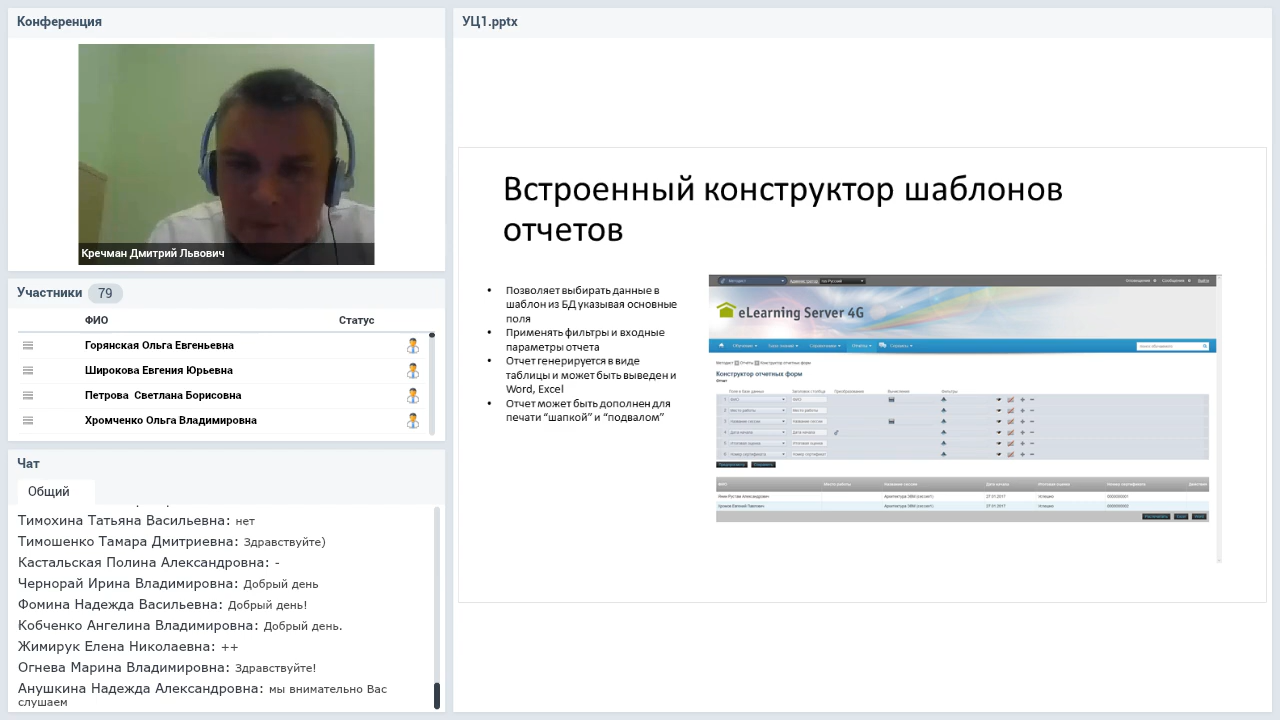 Конференция
Кречман Дмитрий Львович
Участники 79
ФИО Статус
Горянская Ольга Евгеньевна
Широкова Евгения Юрьевна
Петрова Светлана Борисовна
Хромченко Ольга Владимировна
Чат
Общий
Тимохина Татьяна Васильевна: нет
Тимошенко Тамара Дмитриевна: Здравствуйте)
Кастальская Полина Александровна: -
Чернорай Ирина Владимировна: Добрый день
Фомина Надежда Васильевна: Добрый день!
Кобченко Ангелина Владимировна: Добрый день.
Жимирук Елена Николаевна: ++
Огнева Марина Владимировна: Здравствуйте!
Анушкина Надежда Александровна: мы внимательно Вас
слушаем
УЦ1.pptx
Встроенный конструктор шаблонов
отчетов
• Позволяет выбирать данные в
шаблон из БД указывая основные
поля
• Применять фильтры и входные
параметры отчета
• Отчет генерируется в виде
таблицы и может быть выведен и
Word, Excel
• Отчет может быть дополнен для
печати “шапкой” и “подвалом”
eLearning Server 4G
Конструктор отчетных форм
Отчет